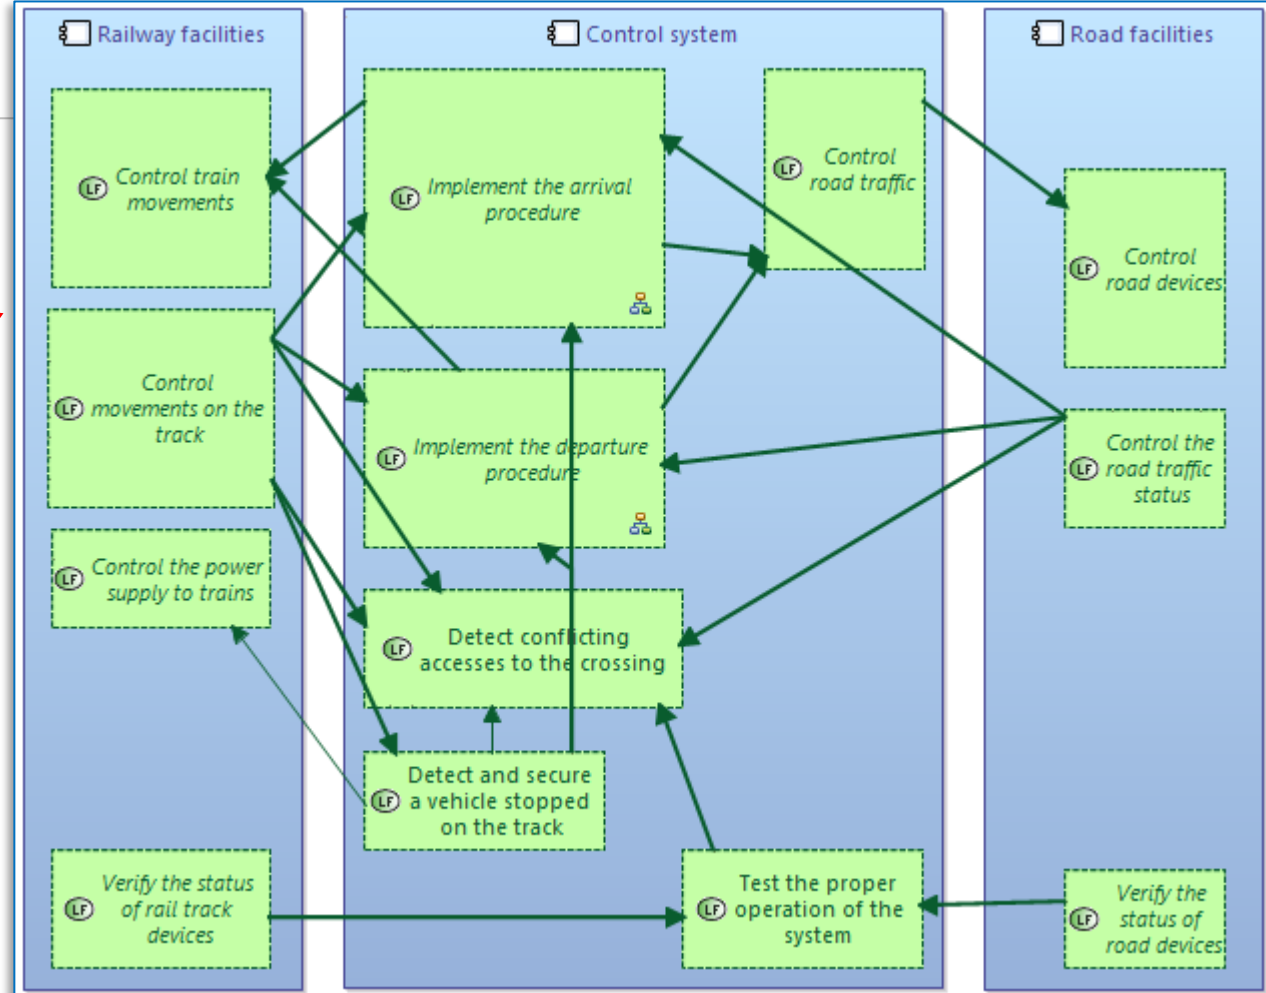 Railway facilities
LF
Control train
movements
LF
Control
movements on the
track
LF
Control the power
supply to trains
LF
Verify the status
of rail track
devices
Control system
LF
Implement the arrival
procedure
LF
Control
road traffic
LF
Implement the departure
procedure
LF
Detect conflicting
accesses to the crossing
LF
Detect and secure
a vehicle stopped
on the track
LF
Test the proper
operation of the
system
Road facilities
LF
Control
road devices
LF
Control the
road traffic
status
LF
Verify the
status of
road devices